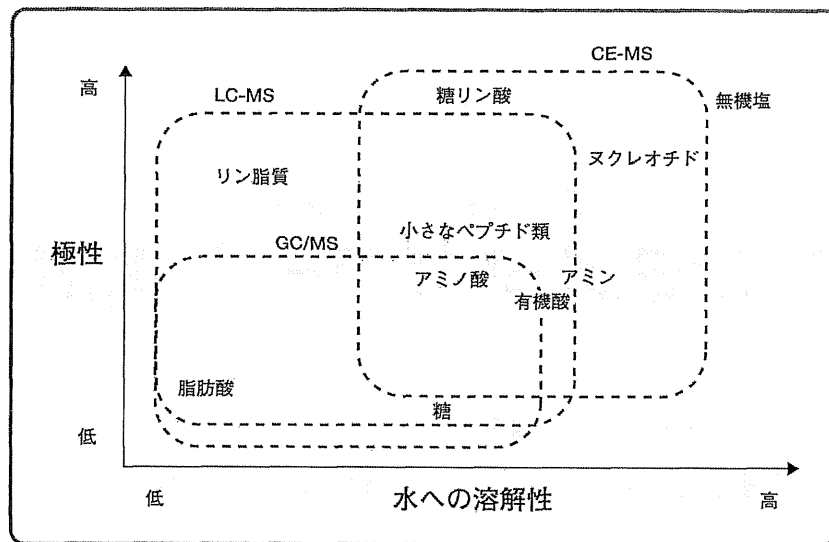 CE-MS
高
LC-MS
糖リン酸
無機塩
ヌクレオチド
リン脂質
小さなペプチド類
極性
GC/MS
アミノ酸
アミン
有機酸
脂肪酸
糖
低
低
水への溶解性
高